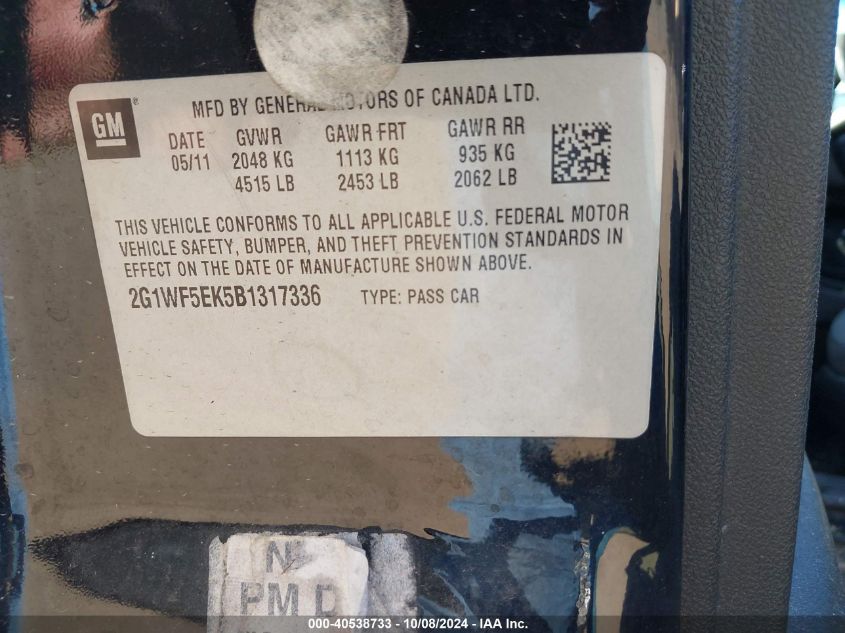 MFD BY GENERAL MOTORS OF CANADA LTD.
GM ®
DATE GVWR GAWR FRT GAWR RR
05/11 2048 KG 1113 KG 935 KG
4515 LB 2453 LB 2062 LB
THIS VEHICLE CONFORMS TO ALL APPLICABLE U.S. FEDERAL MOTOR
VEHICLE SAFETY, BUMPER, AND THEFT PREVENTION STANDARDS IN
EFFECT ON THE DATE OF MANUFACTURE SHOWN ABOVE.
2G1WF5EK5B1317336 TYPE: PASS CAR
PM D
000-40538733 - 10/08/2024 - IAA Inc.